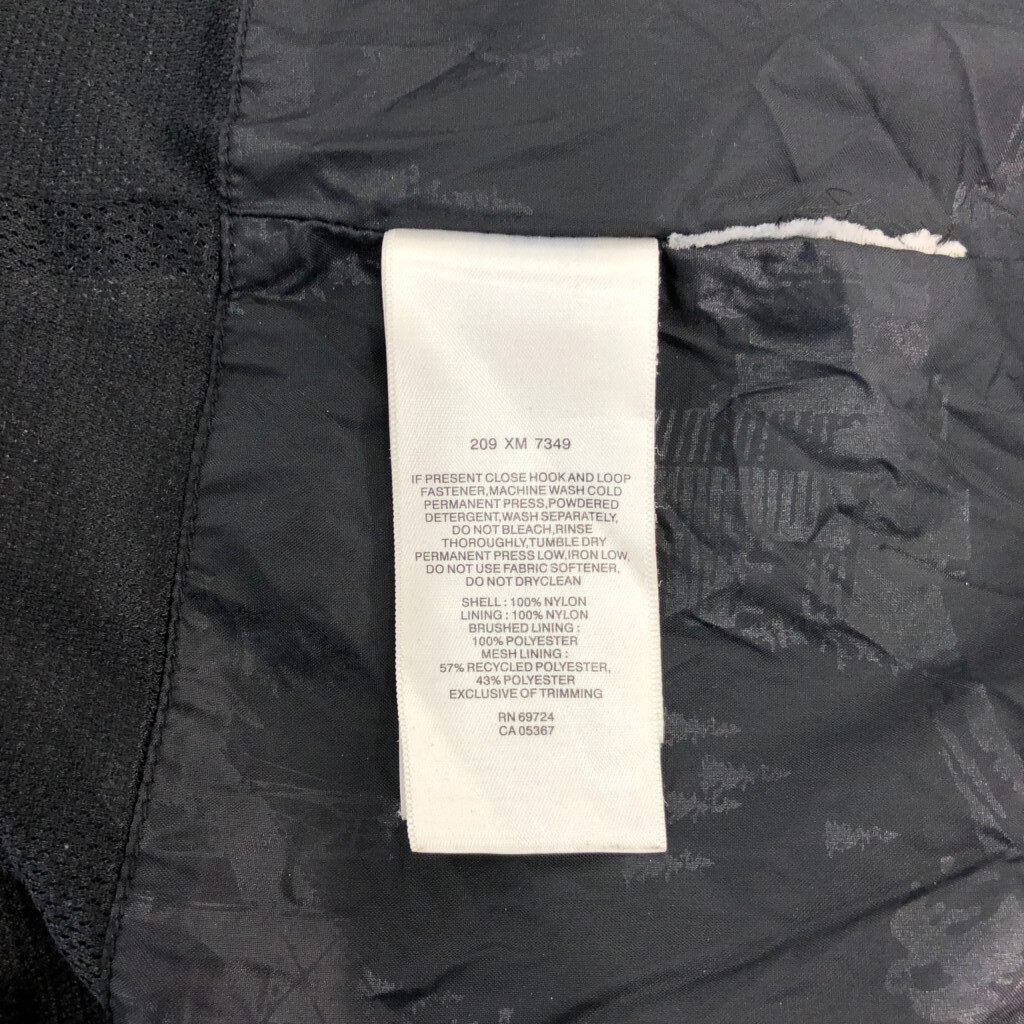 209 XM 7349
IF PRESENT CLOSE HOOK AND LOOP
FASTENER,MACHINE WASH COLD
PERMANENT PRESS,POWDERED
DETERGENT,WASH SEPARATELY,
DO NOT BLEACH,RINSE
THOROUGHLY,TUMBLE DRY
PERMANENT PRESS LOW,IRON LOW,
DO NOT USE FABRIC SOFTENER,
DO NOT DRYCLEAN
SHELL : 100% NYLON
LINING : 100% NYLON
BRUSHED LINING :
100% POLYESTER
MESH LINING :
57% RECYCLED POLYESTER,
43% POLYESTER
EXCLUSIVE OF TRIMMING
RN 69724
CA 05367